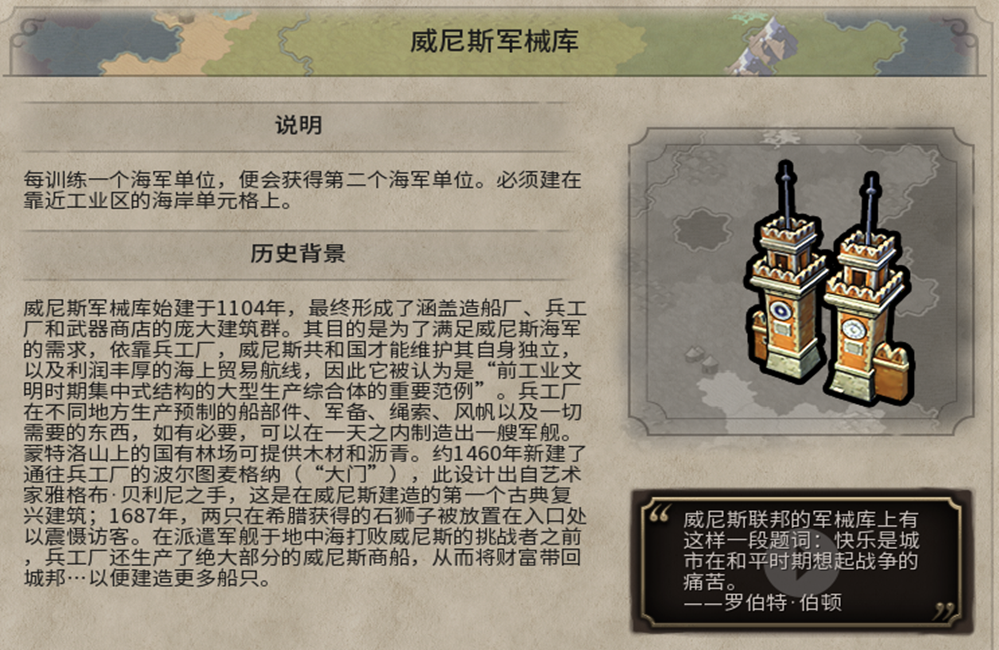 威尼斯军械库
说明
每训练一个海军单位，便会获得第二个海军单位。必须建在
靠近工业区的海岸单元格上。
历史背景
威尼斯军械库始建于1104年，最终形成了涵盖造船厂、兵工
厂和武器商店的庞大建筑群。其目的是为了满足威尼斯海军
的需求，依靠兵工厂，威尼斯共和国才能维护其自身独立，
以及利润丰厚的海上贸易航线，因此它被认为是“前工业文
明时期集中式结构的大型生产综合体的重要范例”。兵工厂
在不同地方生产预制的船部件、军备、绳索、风帆以及一切
需要的东西，如有必要，可以在一天之内制造出一艘军舰。
蒙特洛山上的国有林场可提供木材和沥青。约1460年新建了
通往兵工厂的波尔图麦格纳（“大门”），此设计出自艺术
家雅格布·贝利尼之手，这是在威尼斯建造的第一个古典复
兴建筑；1687年，两只在希腊获得的石狮子被放置在入口处
以震慑访客。在派遣军舰于地中海打败威尼斯的挑战者之前
，兵工厂还生产了绝大部分的威尼斯商船，从而将财富带回
城邦…以便建造更多船只。
威尼斯联邦的军械库上有
这样一段题词：快乐是城
市在和平时期想起战争的
痛苦。
——罗伯特·伯顿